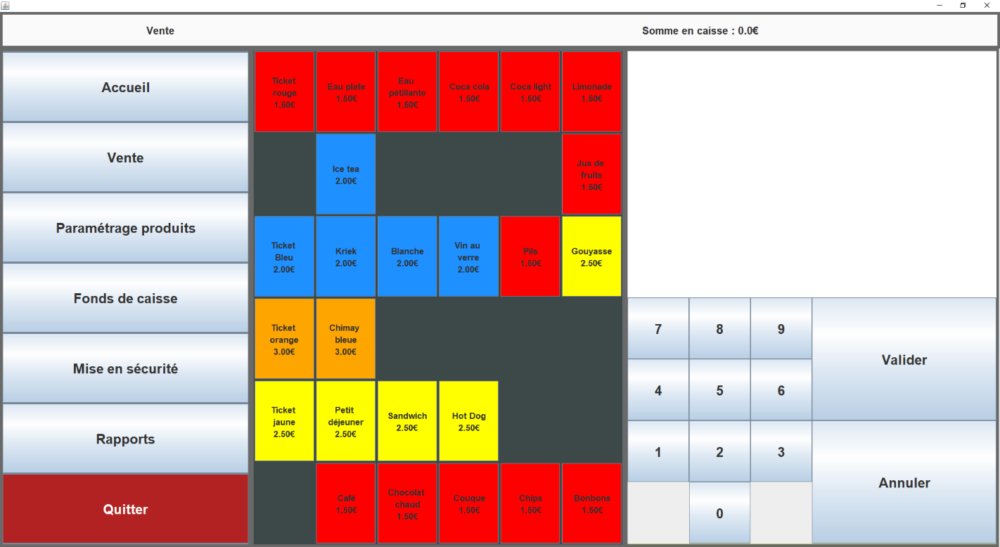 Vente
Somme en caisse : 0.0€
Accueil
Vente
Paramétrage produits
Fonds de caisse
Mise en sécurité
Rapports
Quitter
Ticket
rouge
1.50€
Eau plate
1.50€
Eau
pétillante
1.50€
Coca cola
1.50€
Coca light
1.50€
Limonade
1.50€
Ice tea
2.00€
Jus de
fruits
1.50€
Ticket
Bleu
2.00€
Kriek
2.00€
Blanche
2.00€
Vin au
verre
2.00€
Pils
1.50€
Gouyasse
2.50€
Ticket
orange
3.00€
Chimay
bleue
3.00€
Ticket
jaune
2.50€
Petit
déjeuner
2.50€
Sandwich
2.50€
Hot Dog
2.50€
Café
1.50€
Chocolat
chaud
1.50€
Couque
1.50€
Chips
1.50€
Bonbons
1.50€
7
8
9
4
5
6
1
2
3
0
Valider
Annuler